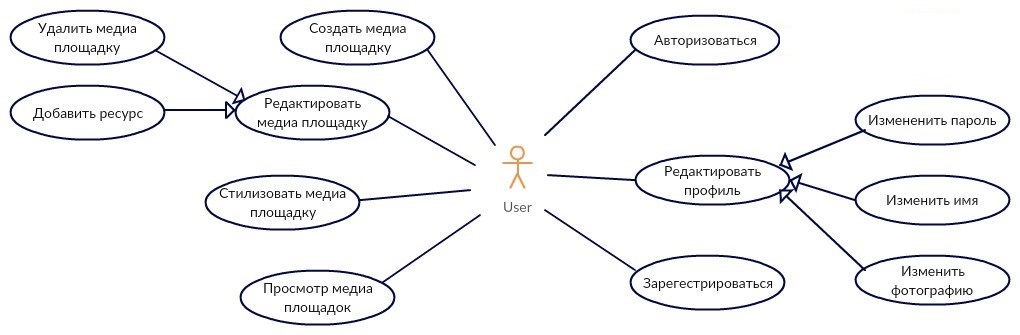 Удалить медиа
площадку
Создать медиа
площадку
Авторизоваться
Добавить ресурс
Редактировать
медиа площадку
Измененить пароль
Редактировать
профиль
Стилизовать медиа
площадку
User
Изменить имя
Просмотр медиа
площадок
Зарегестрироваться
Изменить
фотографию